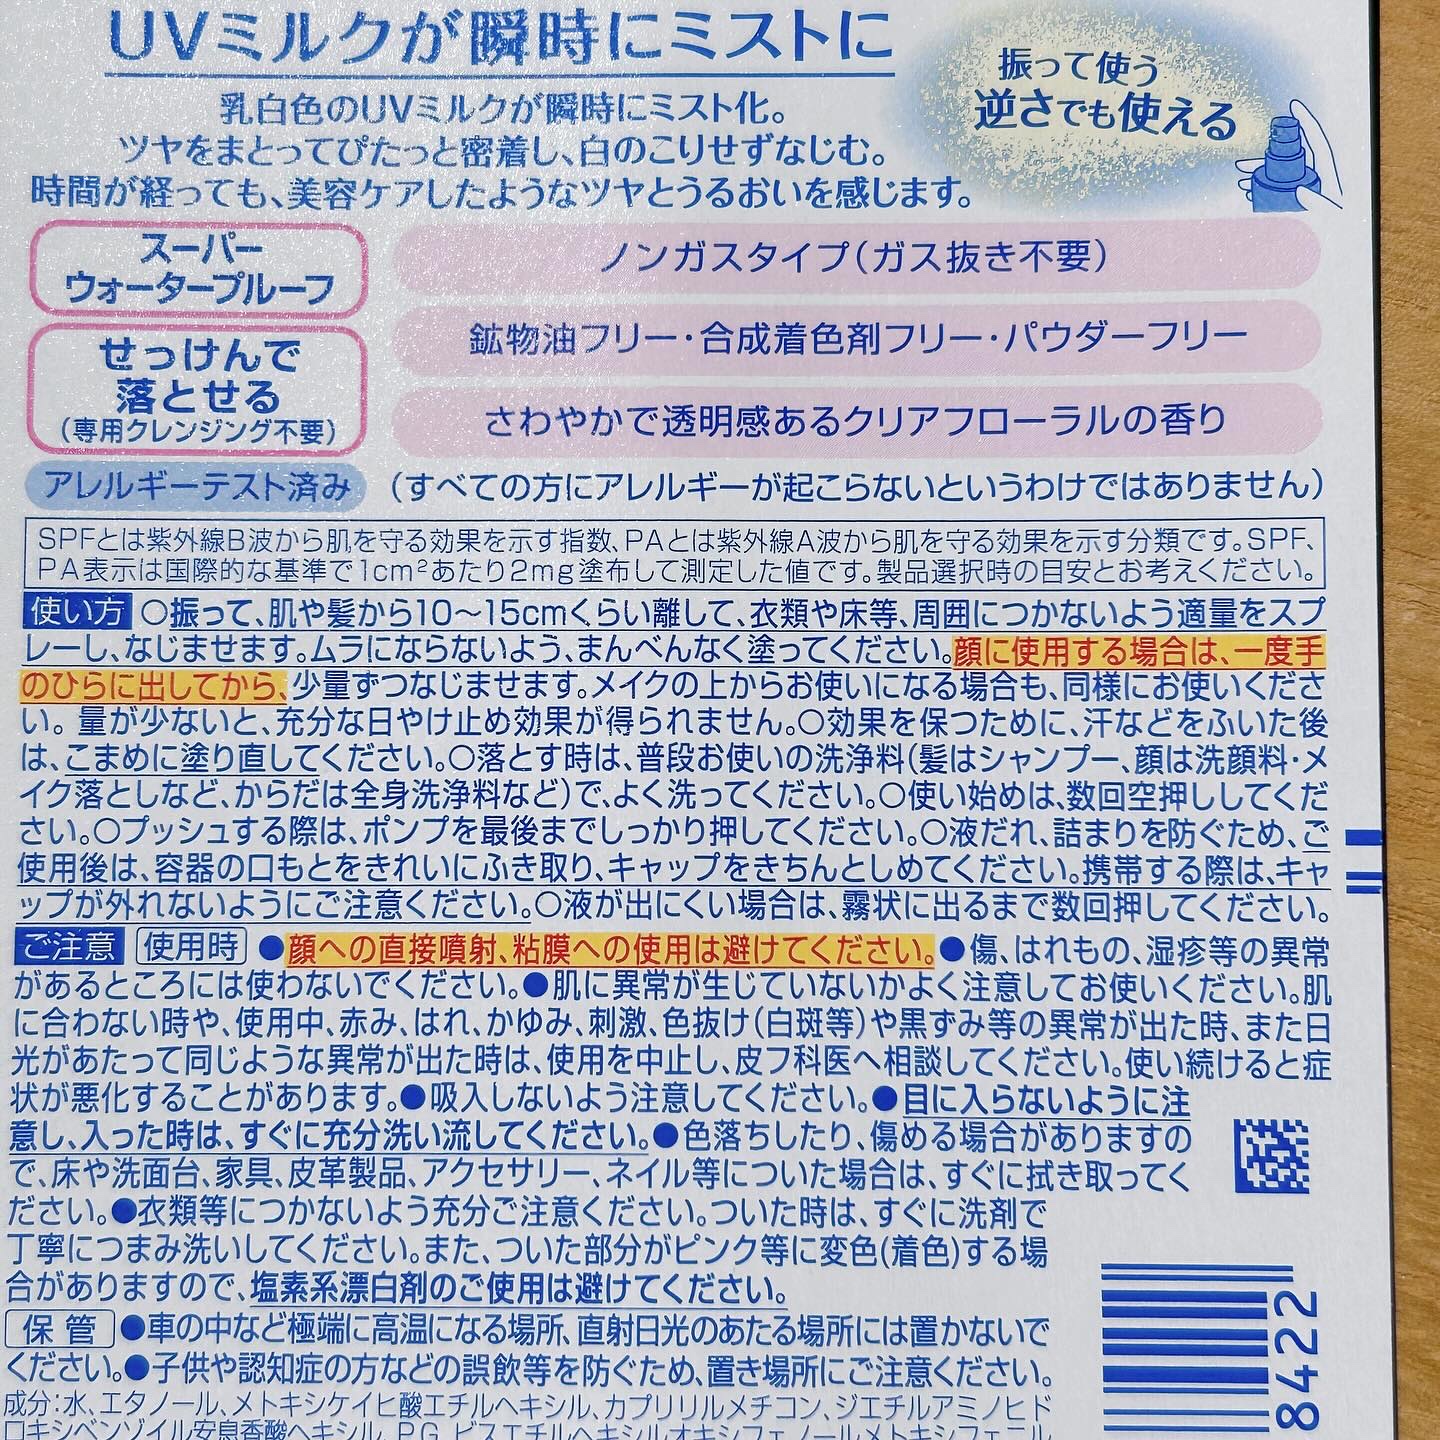 UVミルクが瞬時にミストに
振って使う
逆さでも使える
乳白色のUVミルクが瞬時にミスト化。
ツヤをまとってぴたっと密着し、白のこりせずなじむ。
時間が経っても、美容ケアしたようなツヤとうるおいを感じます。
スーパー
ウォータープルーフ
ノンガスタイプ(ガス抜き不要)
鉱物油フリー・合成着色剤フリー・パウダーフリー
せっけんで
落とせる
(専用クレンジング不要)
さわやかで透明感あるクリアフローラルの香り
アレルギーテスト済み (すべての方にアレルギーが起こらないというわけではありません)
SPFとは紫外線B波から肌を守る効果を示す指数、PAとは紫外線A波から肌を守る効果を示す分類です。SPF、
PA表示は国際的な基準で1cm²あたり2mg塗布して測定した値です。製品選択時の目安とお考えください。
使い方 ○振って、肌や髪から10〜15cmくらい離して、衣類や床等、周囲につかないよう適量をスプ
レーし、なじませます。ムラにならないよう、まんべんなく塗ってください。顔に使用する場合は、一度手
のひらに出してから、少量ずつなじませます。メイクの上からお使いになる場合も、同様にお使いくださ
い。量が少ないと、充分な日やけ止め効果が得られません。○効果を保つために、汗などをふいた後
は、こまめに塗り直してください。○落とす時は、普段お使いの洗浄料(髪はシャンプー、顔は洗顔料・メ
イク落としなど、からだは全身洗浄料など)で、よく洗ってください。○使い始めは、数回空押ししてくだ
さい。○プッシュする際は、ポンプを最後までしっかり押してください。○液だれ、詰まりを防ぐため、ご
使用後は、容器の口もとをきれいにふき取り、キャップをきちんとしめてください。携帯する際は、キャ
ップが外れないようにご注意ください。○液が出にくい場合は、霧状に出るまで数回押してください。
ご注意 使用時 ●顔への直接噴射、粘膜への使用は避けてください。●傷、はれもの、湿疹等の異常
があるところには使わないでください。●肌に異常が生じていないかよく注意してお使いください。肌
に合わない時や、使用中、赤み、はれ、かゆみ、刺激、色抜け(白斑等)や黒ずみ等の異常が出た時、また日
光があたって同じような異常が出た時は、使用を中止し、皮フ科医へ相談してください。使い続けると症
状が悪化することがあります。●吸入しないよう注意してください。●目に入らないように注
意し、入った時は、すぐに充分洗い流してください。●色落ちしたり、傷める場合がありますの
で、床や洗面台、家具、皮革製品、アクセサリー、ネイル等についた場合は、すぐに拭き取ってく
ださい。●衣類等につかないよう充分ご注意ください。ついた時は、すぐに洗剤で
丁寧につまみ洗いしてください。また、ついた部分がピンク等に変色(着色)する場
合がありますので、塩素系漂白剤のご使用は避けてください。
保管 ●車の中など極端に高温になる場所、直射日光のあたる場所には置かないで
ください。●子供や認知症の方などの誤飲等を防ぐため、置き場所にご注意ください。
成分:水、エタノール、メトキシケイヒ酸エチルヘキシル、カプリリルメチコン、ジエチルアミノヒド
ロキシベンゾイル安息香酸ヘキシル、PG、ビスエチルヘキシルオキシフェノールメトキシフェニル
8422